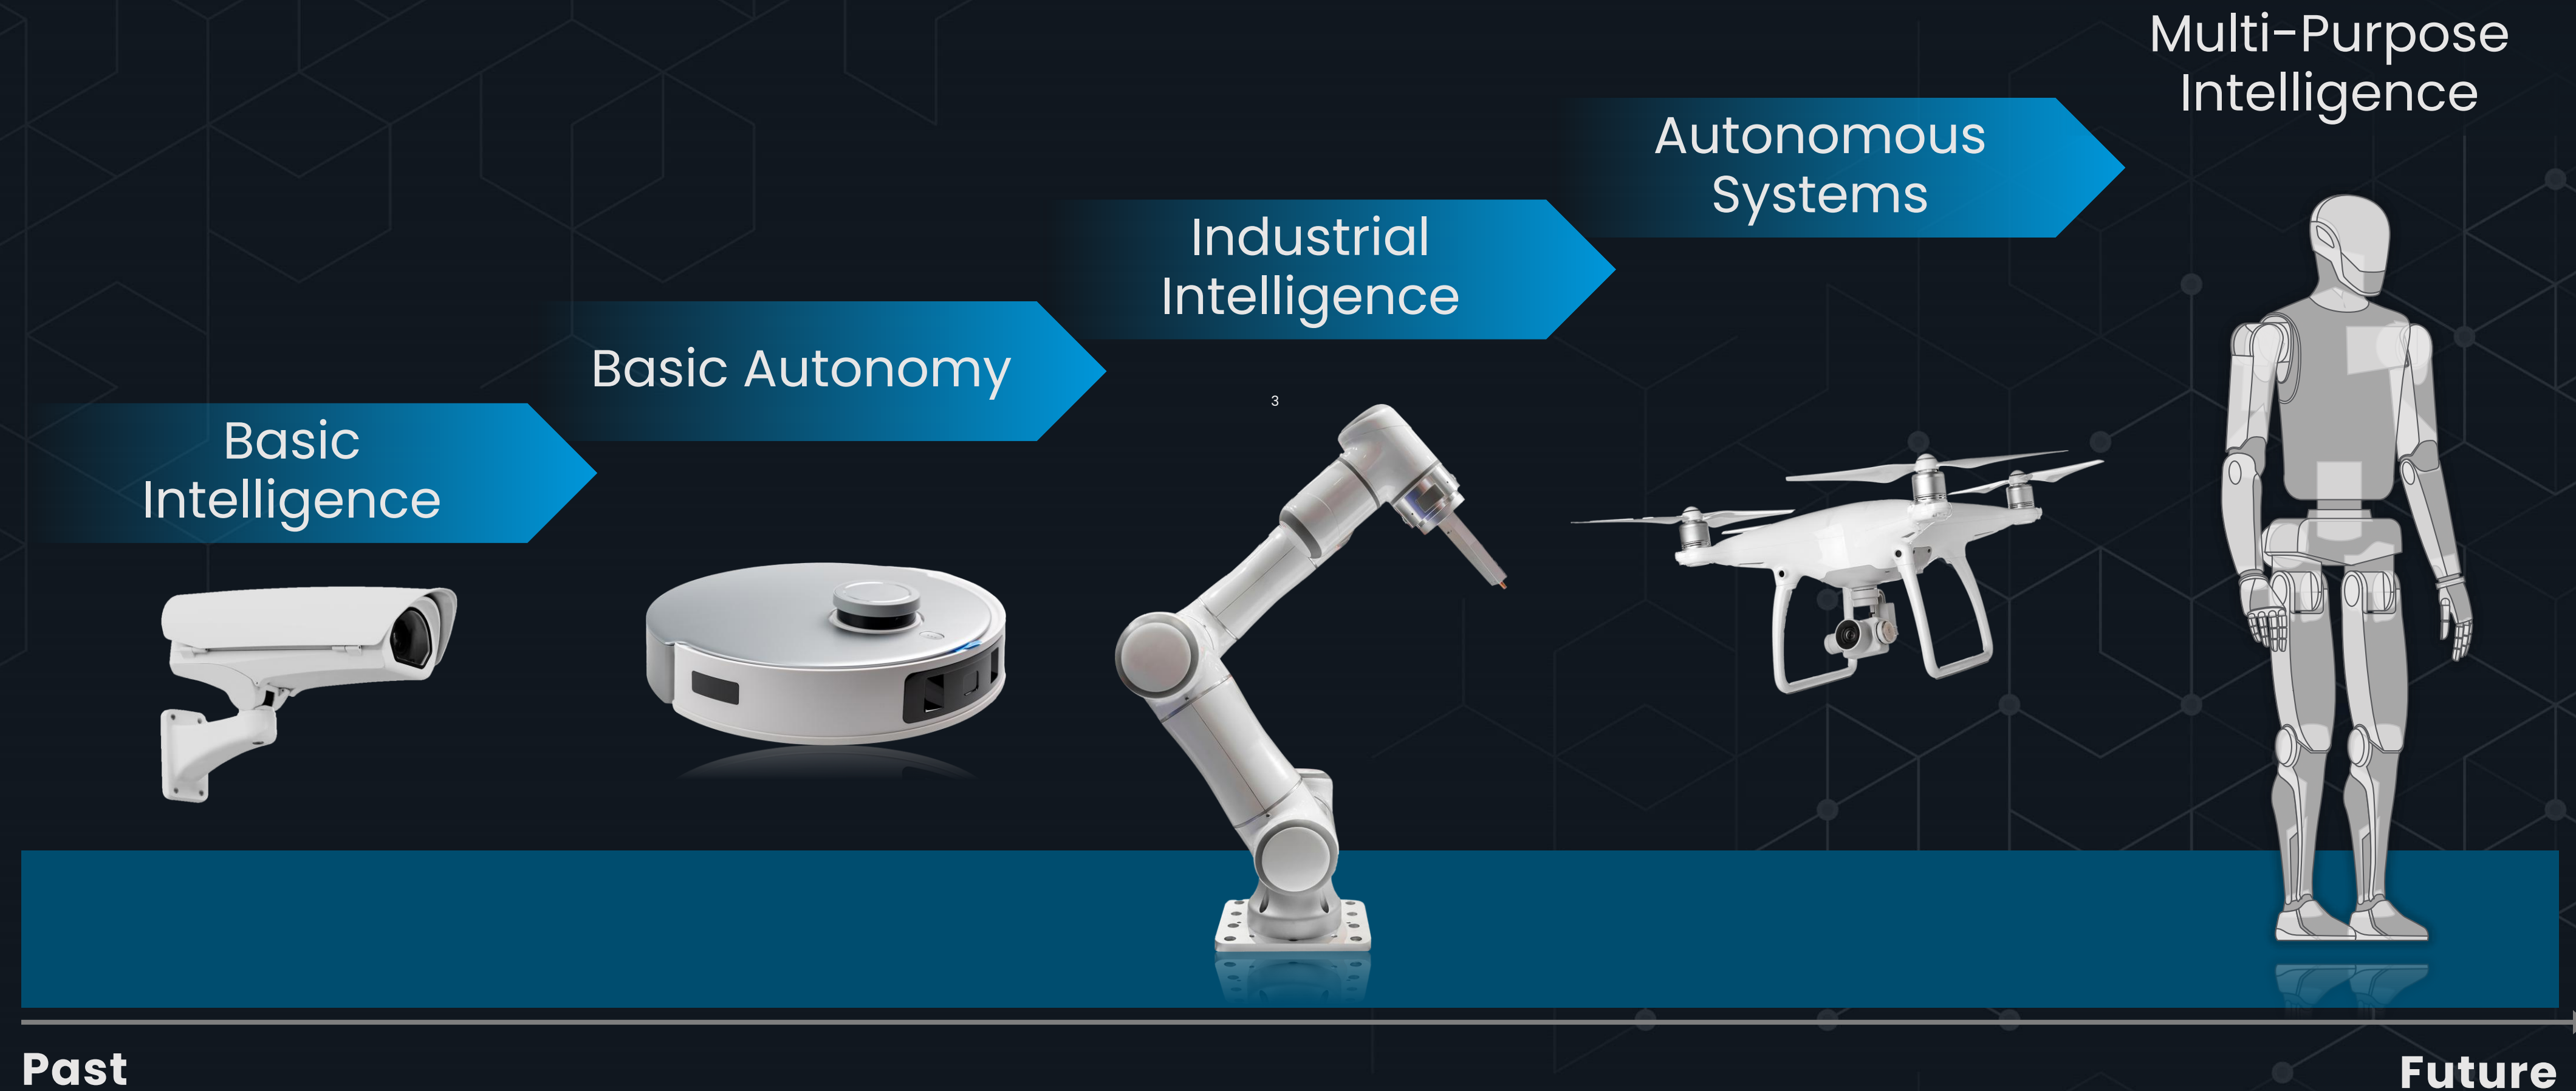 Multi-Purpose
Intelligence
Autonomous
Systems
Industrial
Intelligence
Basic Autonomy
Basic
Intelligence
3
Past
Future